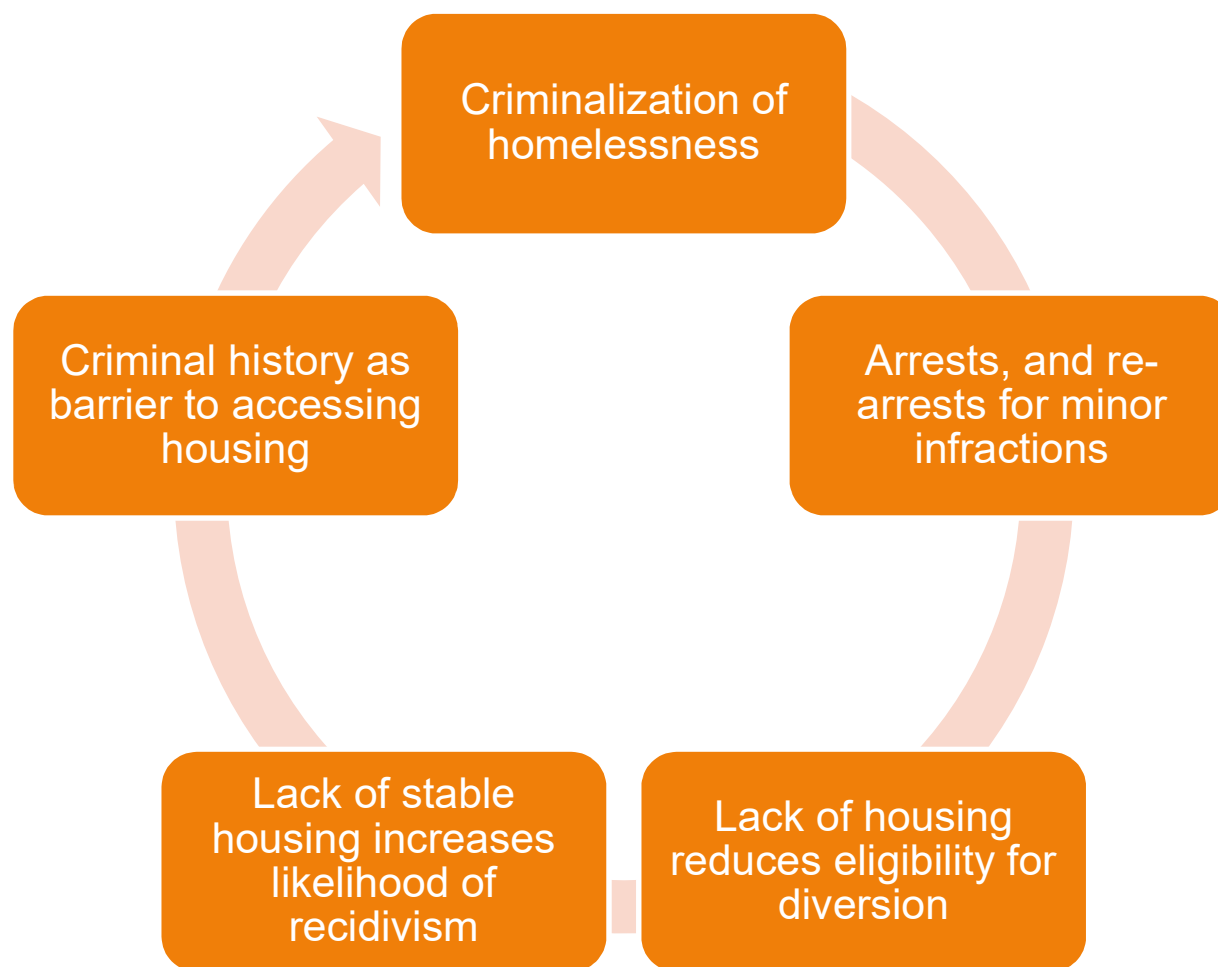 Criminalization of
homelessness
Arrests, and re-
arrests for minor
infractions
Lack of housing
reduces eligibility for
diversion
Lack of stable
housing increases
likelihood of
recidivism
Criminal history as
barrier to accessing
housing